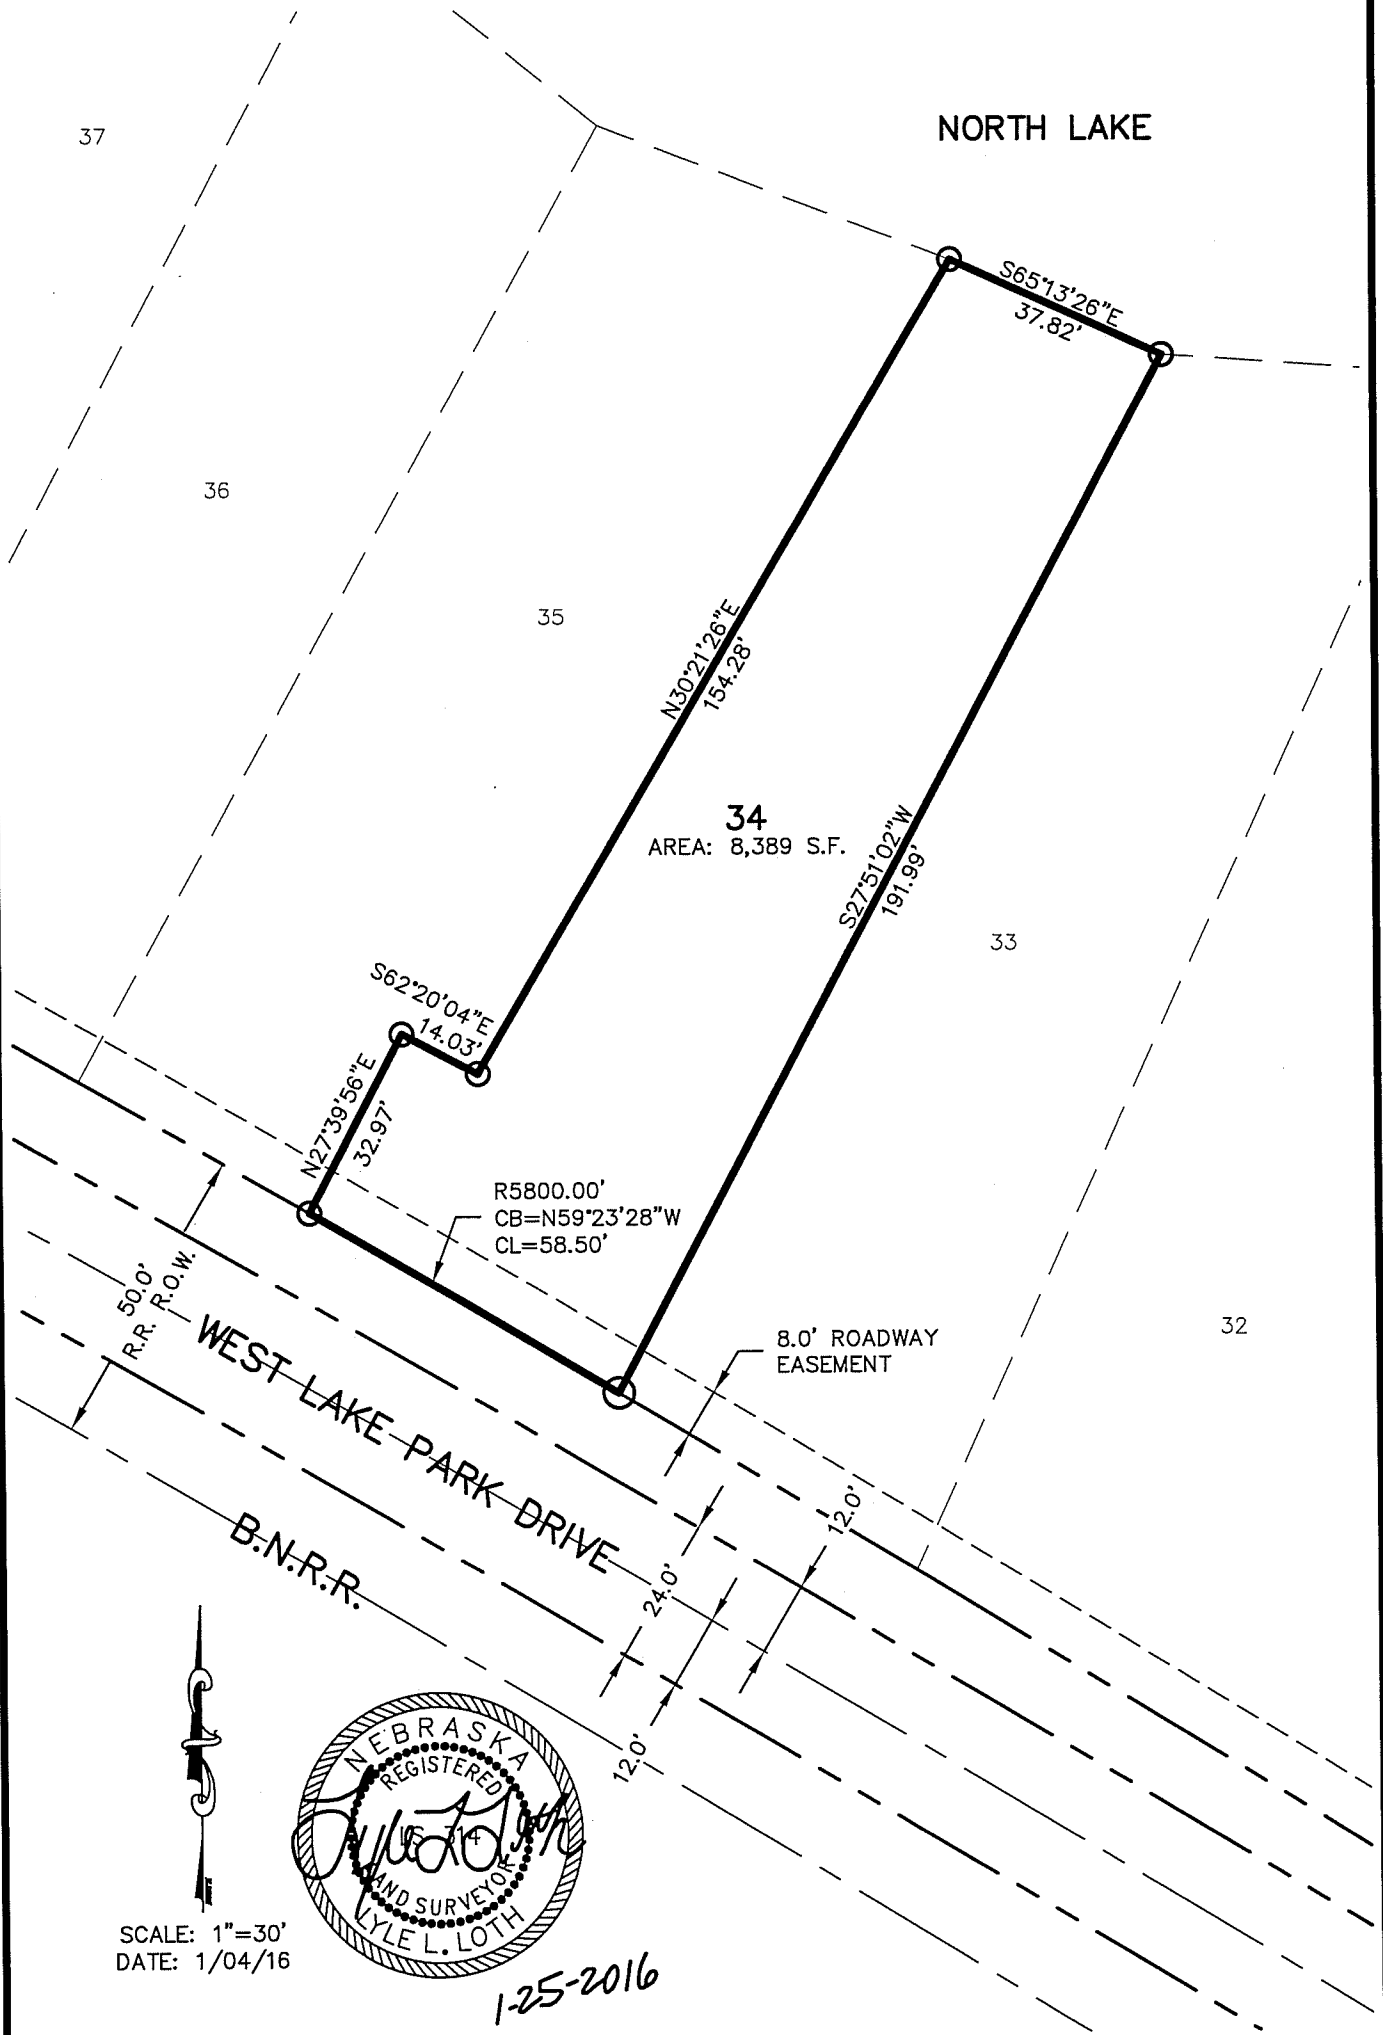 NORTH LAKE
37
S65°13'26"E
37.82'
36
35
N30°21'26"E
154.28'
34
AREA: 8,389 S.F.
S27°51'02"W
191.99'
33
S62°20'04"E
14.03'
N27°39'56"E
32.97'
R5800.00'
CB=N59°23'28"W
CL=58.50'
50.0'
R.R. R.O.W.
8.0' ROADWAY
EASEMENT
32
WEST LAKE PARK DRIVE
B.N.R.R.
12.0'
24.0'
12.0'
NEBRASKA
REGISTERED
LS 314
LAND SURVEYOR
LYLE L. LOTH
Lyle L Loth
SCALE: 1"=30'
DATE: 1/04/16
1-25-2016